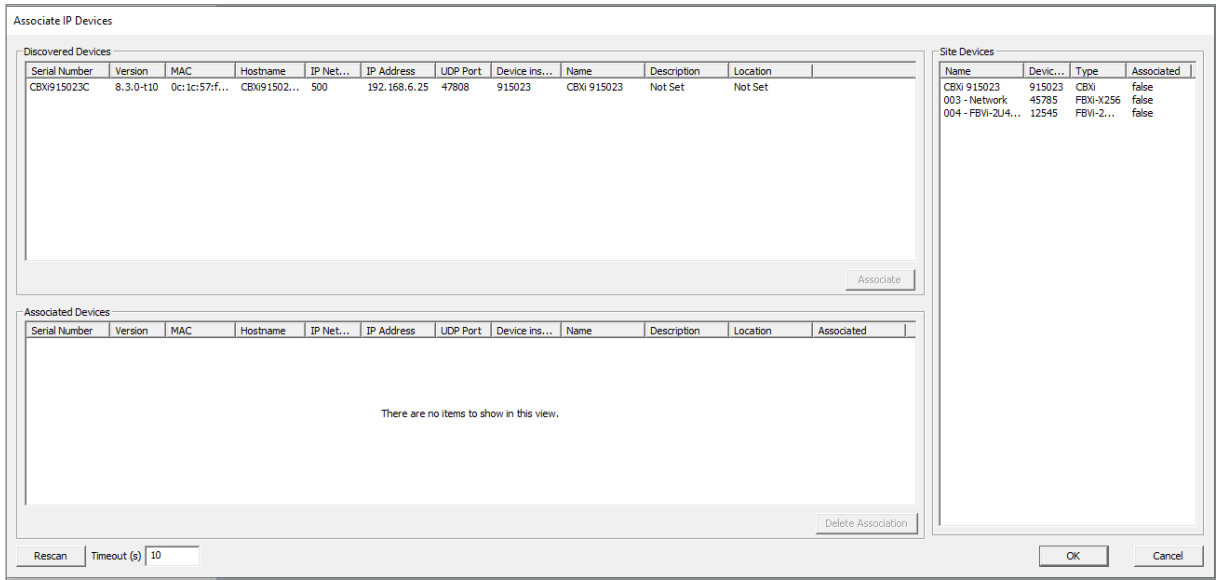 Associate IP Devices
Discovered Devices
Serial Number Version MAC Hostname IP Net... IP Address UDP Port Device ins... Name Description Location
CBXi915023C 8.3.0-t10 0c:1c:57:f... CBXi91502... 500 192.168.6.25 47808 915023 CBXi 915023 Not Set Not Set
Associate
Associated Devices
Serial Number Version MAC Hostname IP Net... IP Address UDP Port Device ins... Name Description Location Associated
There are no items to show in this view.
Delete Association
Rescan Timeout (s) 10
Site Devices
Name Devic... Type Associated
CBXi 915023 915023 CBXi false
003 - Network 45785 FBXi-X256 false
004 - FBVi-2U4... 12545 FBVi-2... false
OK Cancel